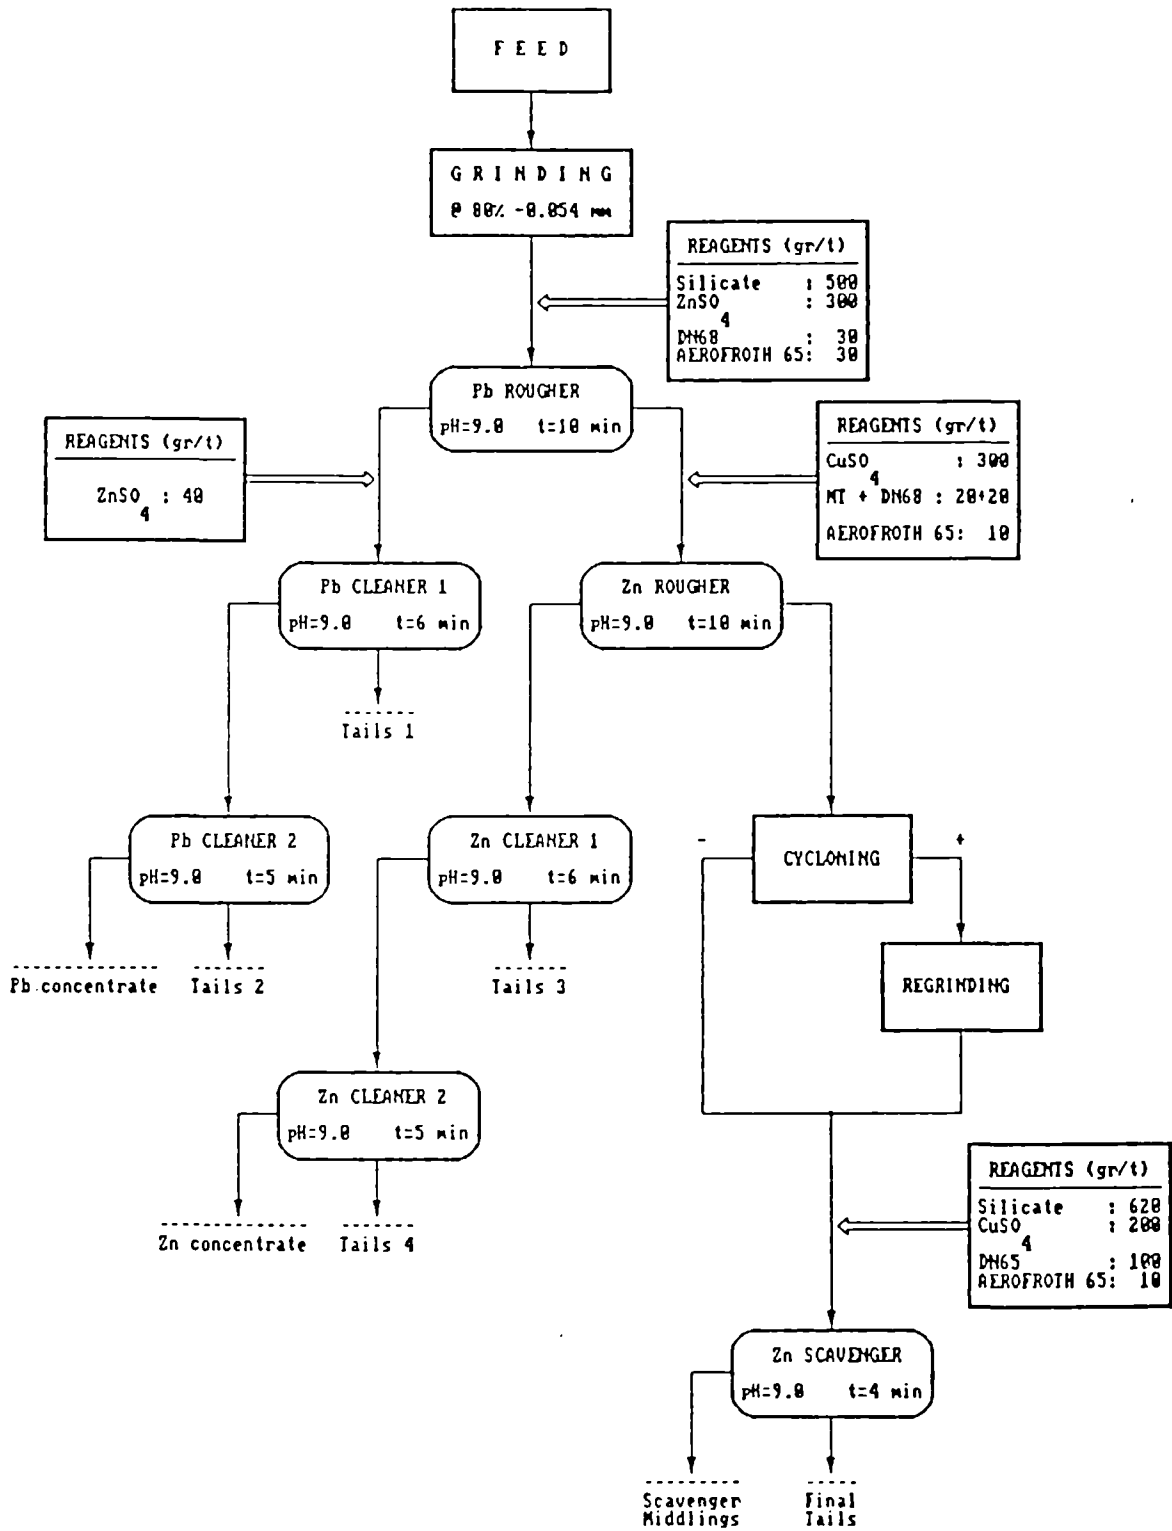 F E E D
G R I N D I N G
@ 80% -0.054 mm
REAGENTS (gr/t)
Silicate : 500
ZnSO4 : 300
DN68 : 30
AEROFROTH 65: 30
Pb ROUGHER
pH=9.0 t=10 min
REAGENTS (gr/t)
ZnSO4 : 40
REAGENTS (gr/t)
CuSO4 : 300
MT + DN68 : 20+20
AEROFROTH 65: 10
Pb CLEANER 1
pH=9.0 t=6 min
Zn ROUGHER
pH=9.0 t=10 min
Tails 1
Pb CLEANER 2
pH=9.0 t=5 min
Zn CLEANER 1
pH=9.0 t=6 min
- +
CYCLONING
Pb concentrate
Tails 2
Tails 3
REGRINDING
Zn CLEANER 2
pH=9.0 t=5 min
REAGENTS (gr/t)
Silicate : 620
CuSO4 : 200
DN65 : 100
AEROFROTH 65: 10
Zn concentrate
Tails 4
Zn SCAVENGER
pH=9.0 t=4 min
Scavenger
Middlings
Final
Tails